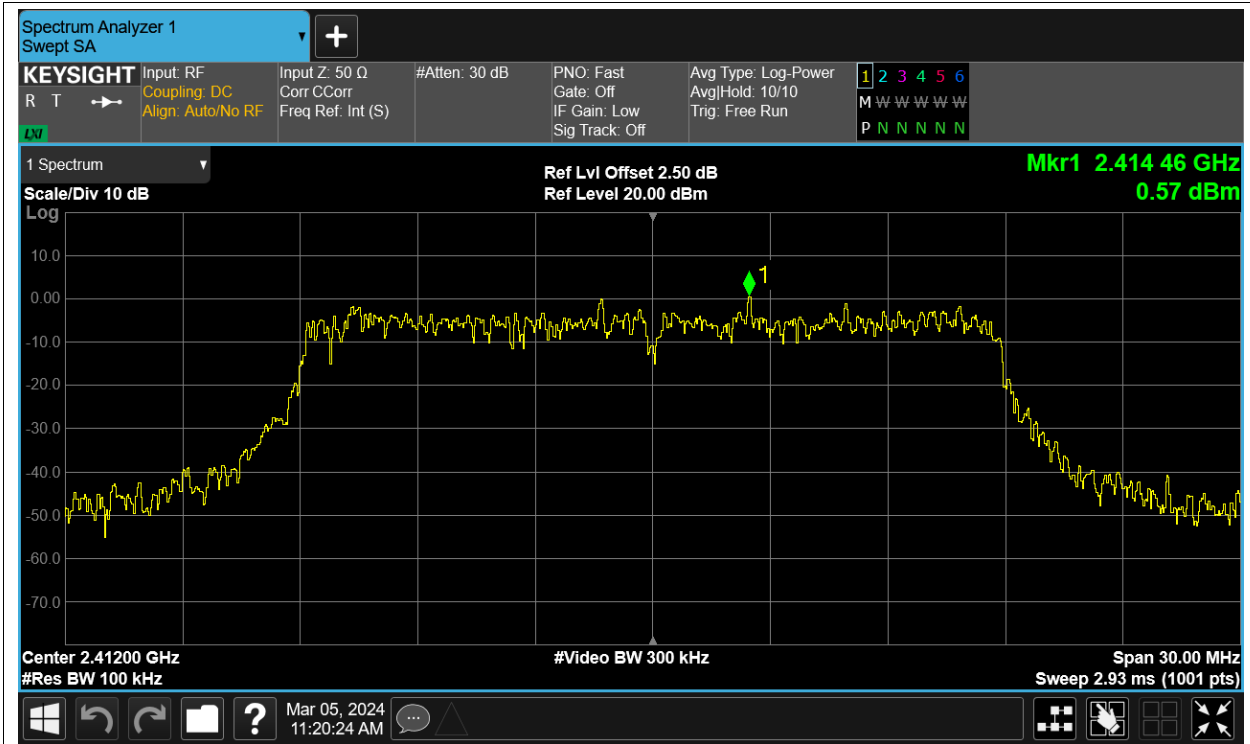 Spectrum Analyzer 1
Swept SA
KEYSIGHT
R T
LXI
Input: RF
Coupling: DC
Align: Auto/No RF
Input Z: 50 Ω
Corr CCorr
Freq Ref: Int (S)
#Atten: 30 dB
PNO: Fast
Gate: Off
IF Gain: Low
Sig Track: Off
Avg Type: Log-Power
Avg|Hold: 10/10
Trig: Free Run
1 2 3 4 5 6
M W W W W W
P N N N N N
1 Spectrum
Scale/Div 10 dB
Log
Ref Lvl Offset 2.50 dB
Ref Level 20.00 dBm
Mkr1 2.414 46 GHz
0.57 dBm
10.0
0.00
-10.0
-20.0
-30.0
-40.0
-50.0
-60.0
-70.0
1
Center 2.41200 GHz
#Res BW 100 kHz
#Video BW 300 kHz
Span 30.00 MHz
Sweep 2.93 ms (1001 pts)
?
Mar 05, 2024
11:20:24 AM